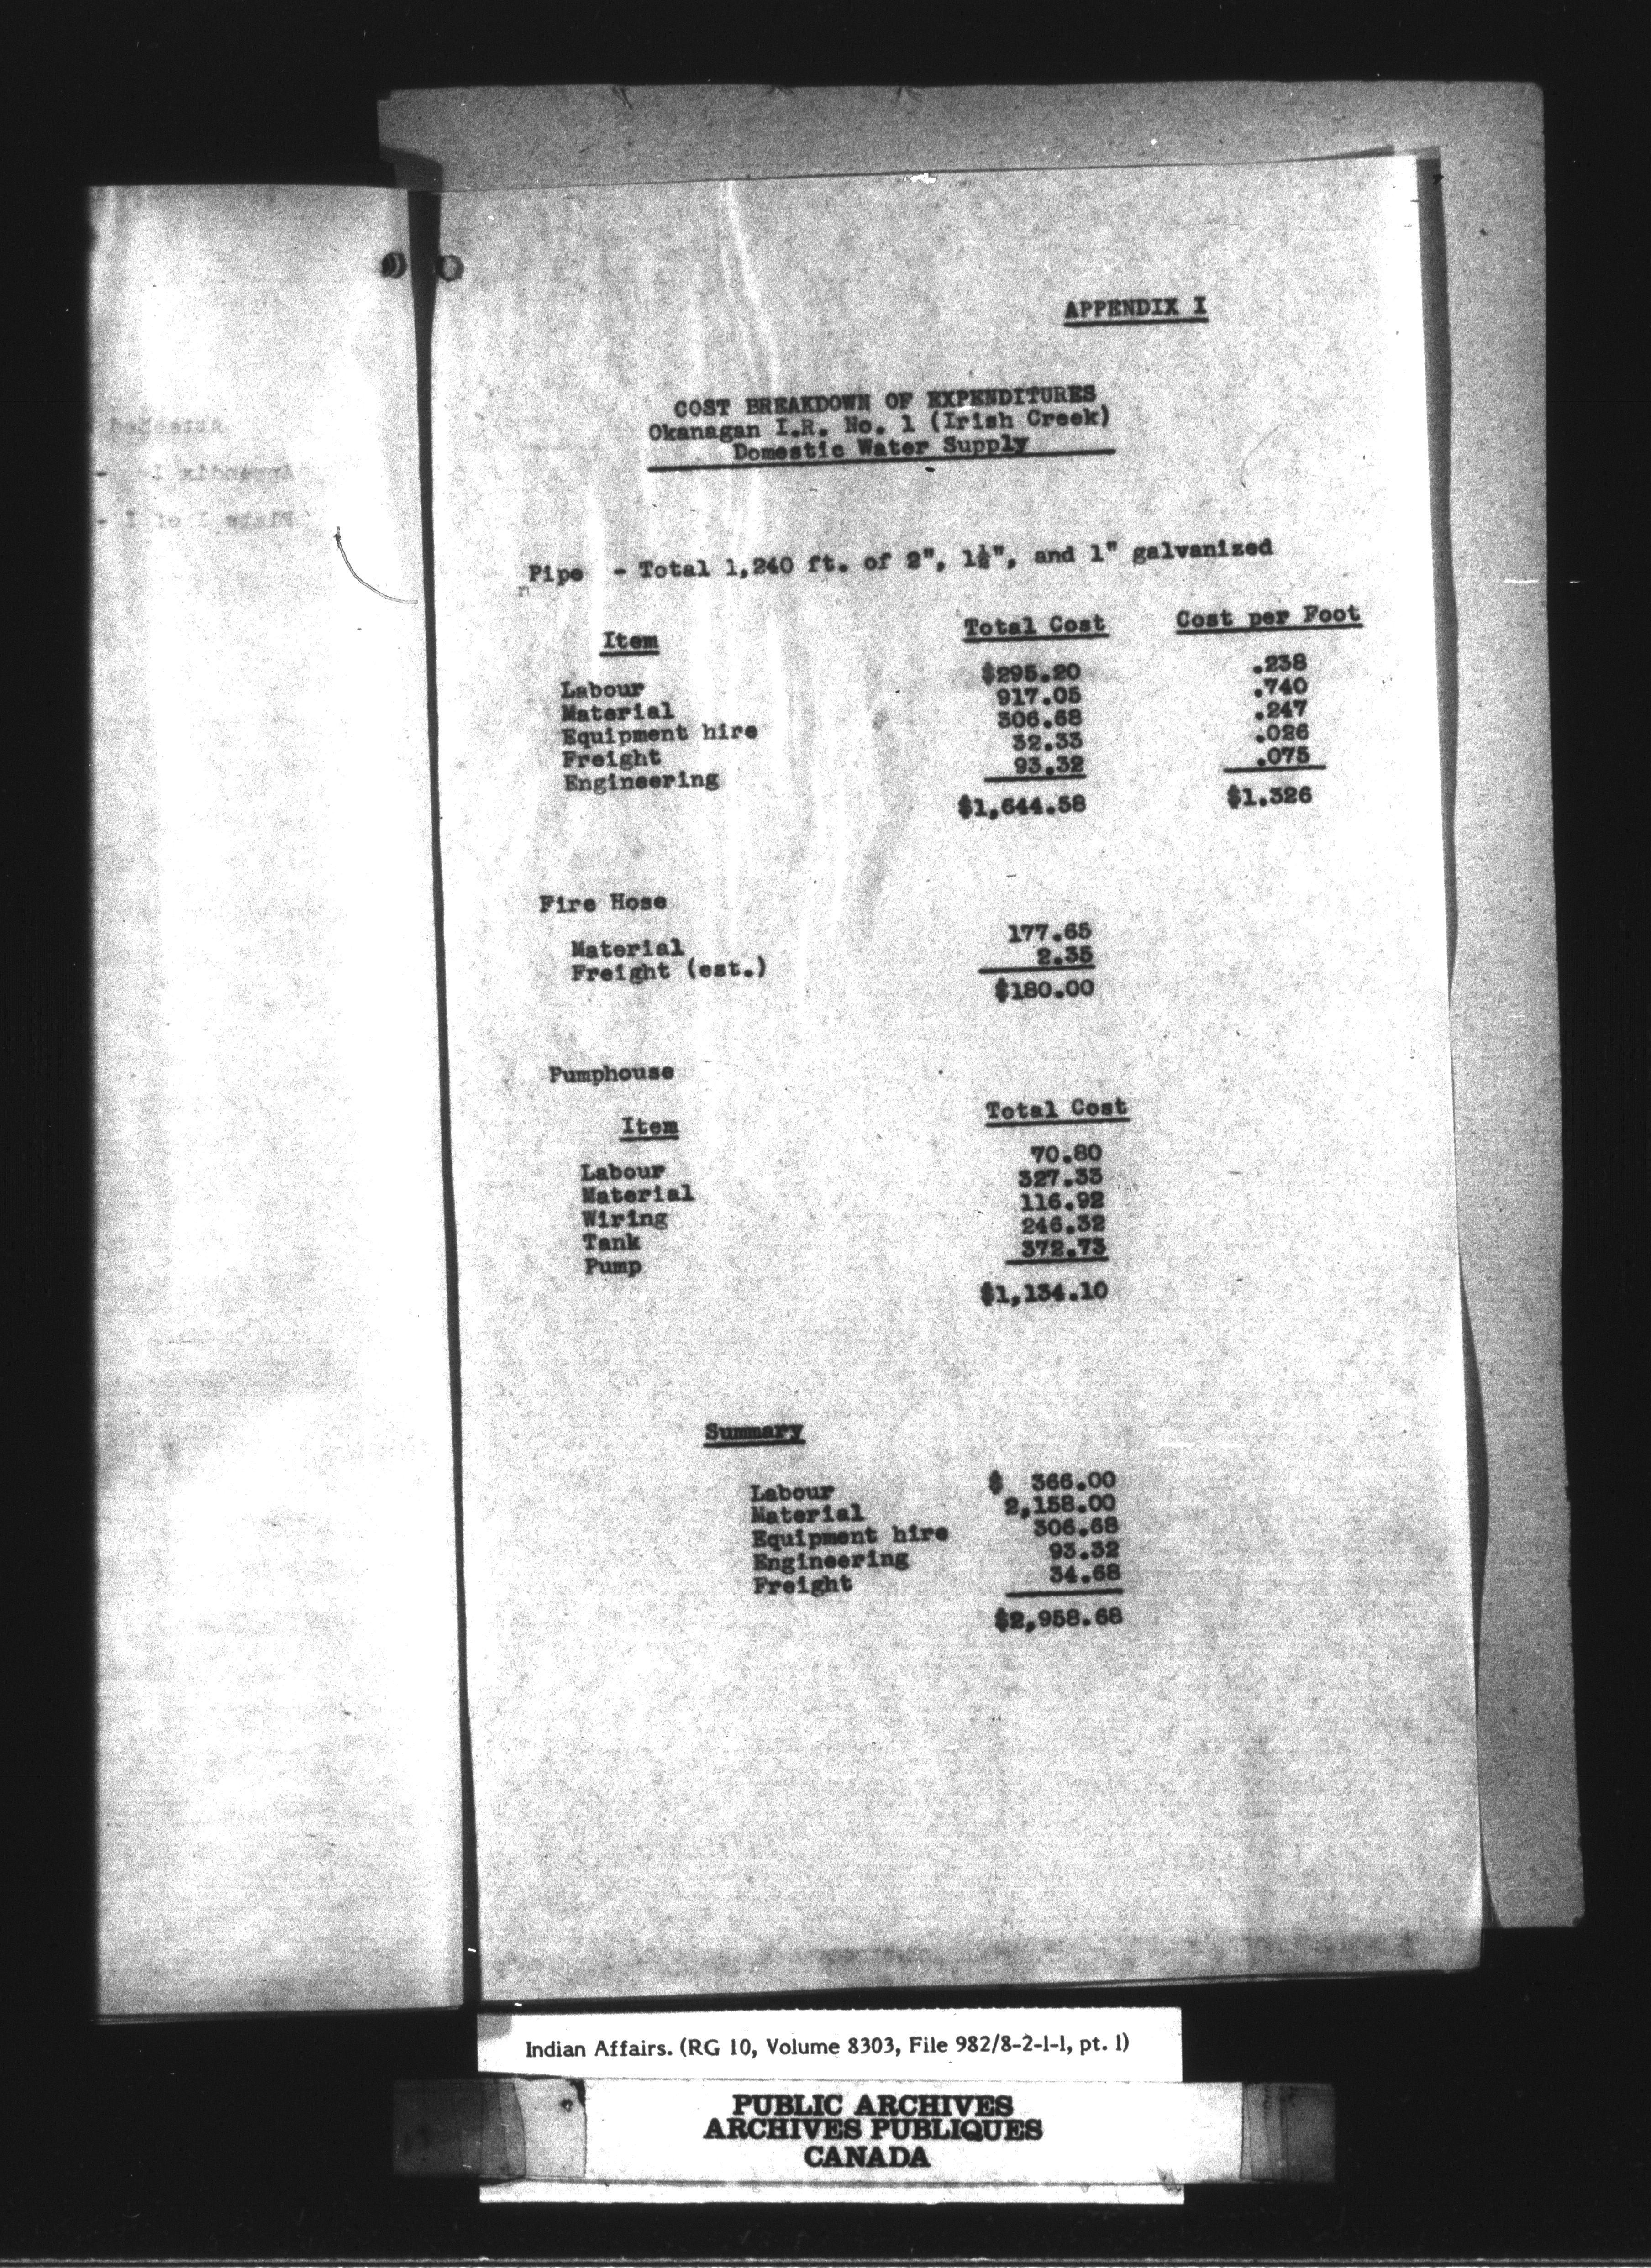 APPENDIX I
COST BREAKDOWN OF EXPENDITURES
Okanagan I.R. No. 1 (Irish Creek)
Domestic Water Supply
Pipe - Total 1,240 ft. of 2", 1½", and 1" galvanized
Item Total Cost Cost per Foot
Labour $295.20 .238
Material 917.05 .740
Equipment hire 306.68 .247
Freight 32.33 .026
Engineering 93.32 .075
$1,644.58 $1.326
Fire Hose
Material 177.65
Freight (est.) 2.35
$180.00
Pumphouse
Item Total Cost
Labour 70.80
Material 327.33
Wiring 116.92
Tank 246.32
Pump 372.73
$1,134.10
Summary
Labour $ 366.00
Material 2,158.00
Equipment hire 306.68
Engineering 93.32
Freight 34.68
$2,958.68
Indian Affairs. (RG 10, Volume 8303, File 982/8-2-1-1, pt. 1)
PUBLIC ARCHIVES
ARCHIVES PUBLIQUES
CANADA